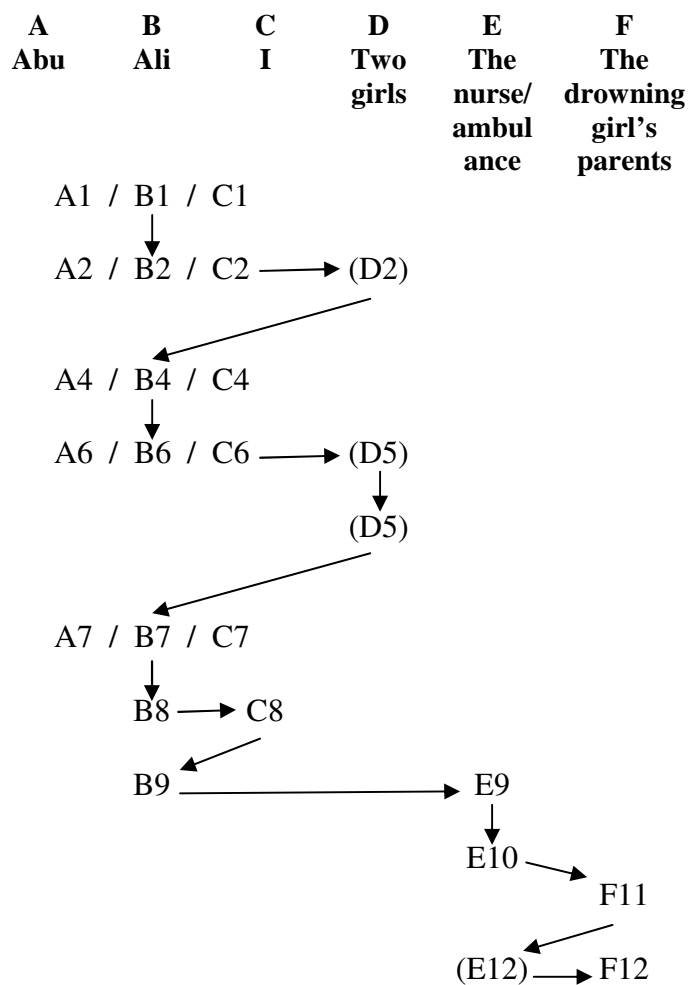 A B C D E F
Abu Ali I Two The The
girls nurse/ drowning
ambul girl's
ance parents
A1 / B1 / C1
A2 / B2 / C2 (D2)
A4 / B4 / C4
A6 / B6 / C6 (D5)
(D5)
A7 / B7 / C7
B8 C8
B9 E9
E10
F11
(E12) F12